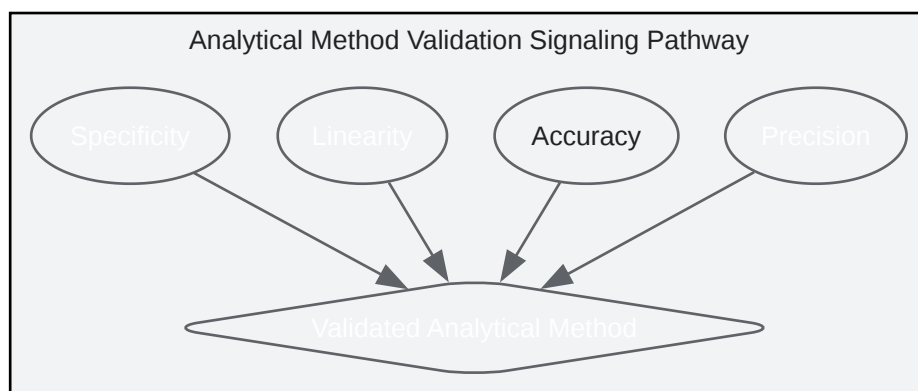 Analytical Method Validation Signaling Pathway
Specificity
Linearity
Accuracy
Precision
Validated Analytical Method